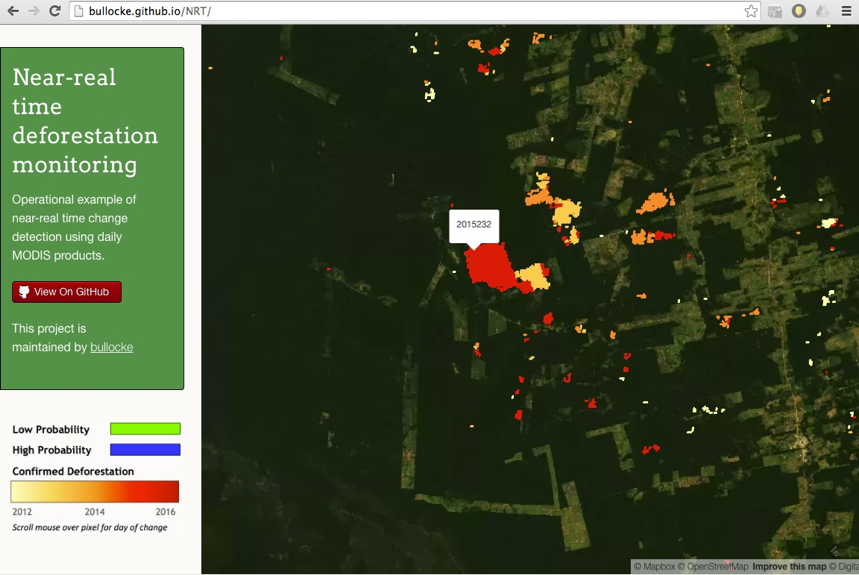 bullocke.github.io/NRT/
Near-real
time
deforestation
monitoring
Operational example of
near-real time change
detection using daily
MODIS products.
View On GitHub
This project is
maintained by bullocke
2015232
Low Probability
High Probability
Confirmed Deforestation
2012 2014 2016
Scroll mouse over pixel for day of change
© Mapbox © OpenStreetMap Improve this map © Digita